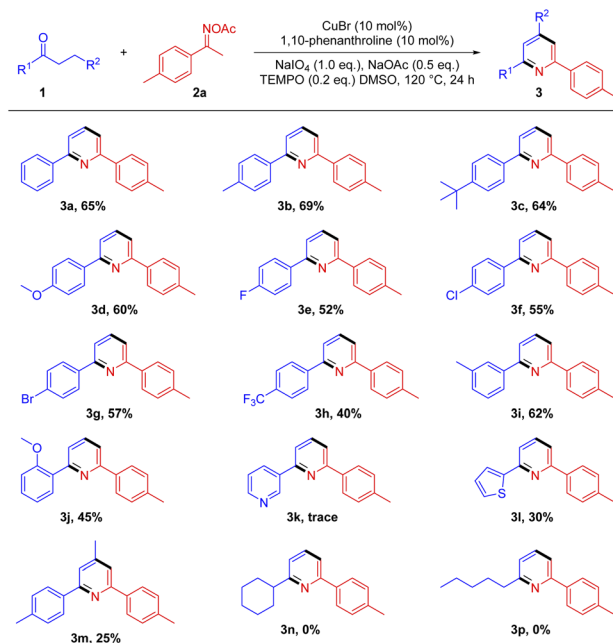 O
R¹
R²
1
+
NOAc
2a
CuBr (10 mol%)
1,10-phenanthroline (10 mol%)
NaIO₄ (1.0 eq.), NaOAc (0.5 eq.)
TEMPO (0.2 eq.) DMSO, 120 °C, 24 h
R²
R¹
N
3
N
3a, 65%
N
3b, 69%
N
3c, 64%
O
N
3d, 60%
F
N
3e, 52%
Cl
N
3f, 55%
Br
N
3g, 57%
F₃C
N
3h, 40%
N
3i, 62%
O
N
3j, 45%
N
N
3k, trace
S
N
3l, 30%
N
3m, 25%
N
3n, 0%
N
3p, 0%